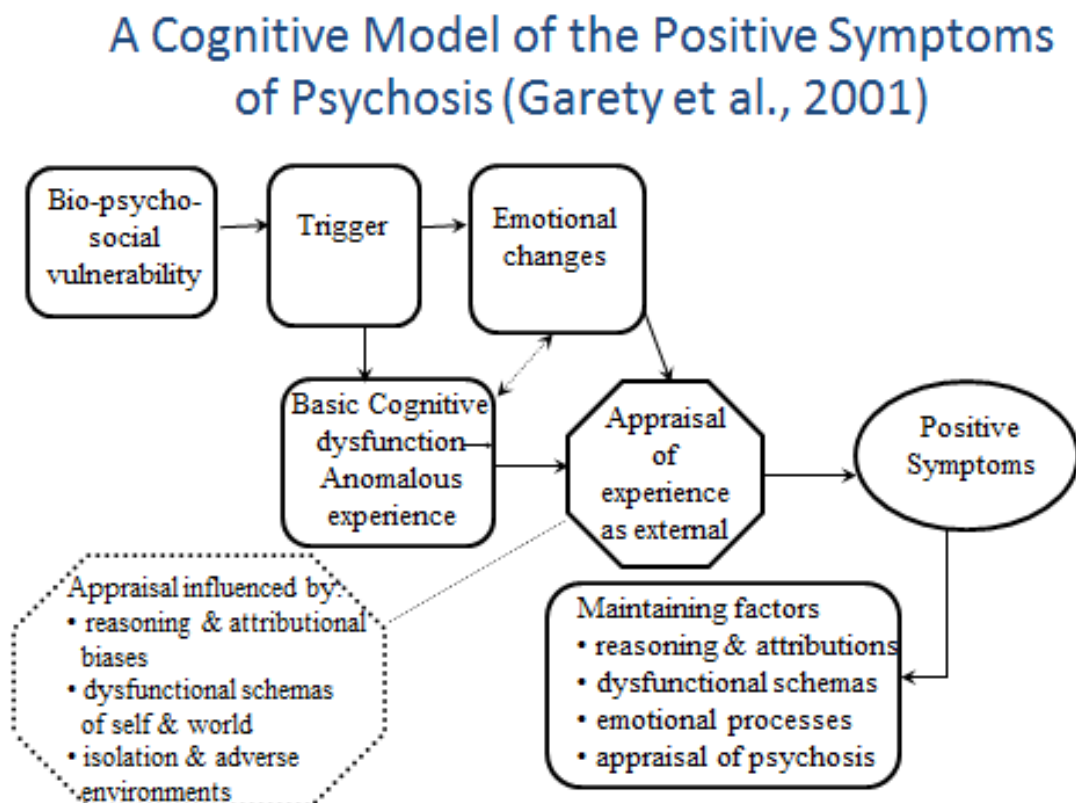 A Cognitive Model of the Positive Symptoms
of Psychosis (Garety et al., 2001)
Bio-psycho-
social
vulnerability
Trigger
Emotional
changes
Basic Cognitive
dysfunction
Anomalous
experience
Appraisal
of
experience
as external
Positive
Symptoms
Appraisal influenced by:
• reasoning & attributional
biases
• dysfunctional schemas
of self & world
• isolation & adverse
environments
Maintaining factors
• reasoning & attributions
• dysfunctional schemas
• emotional processes
• appraisal of psychosis